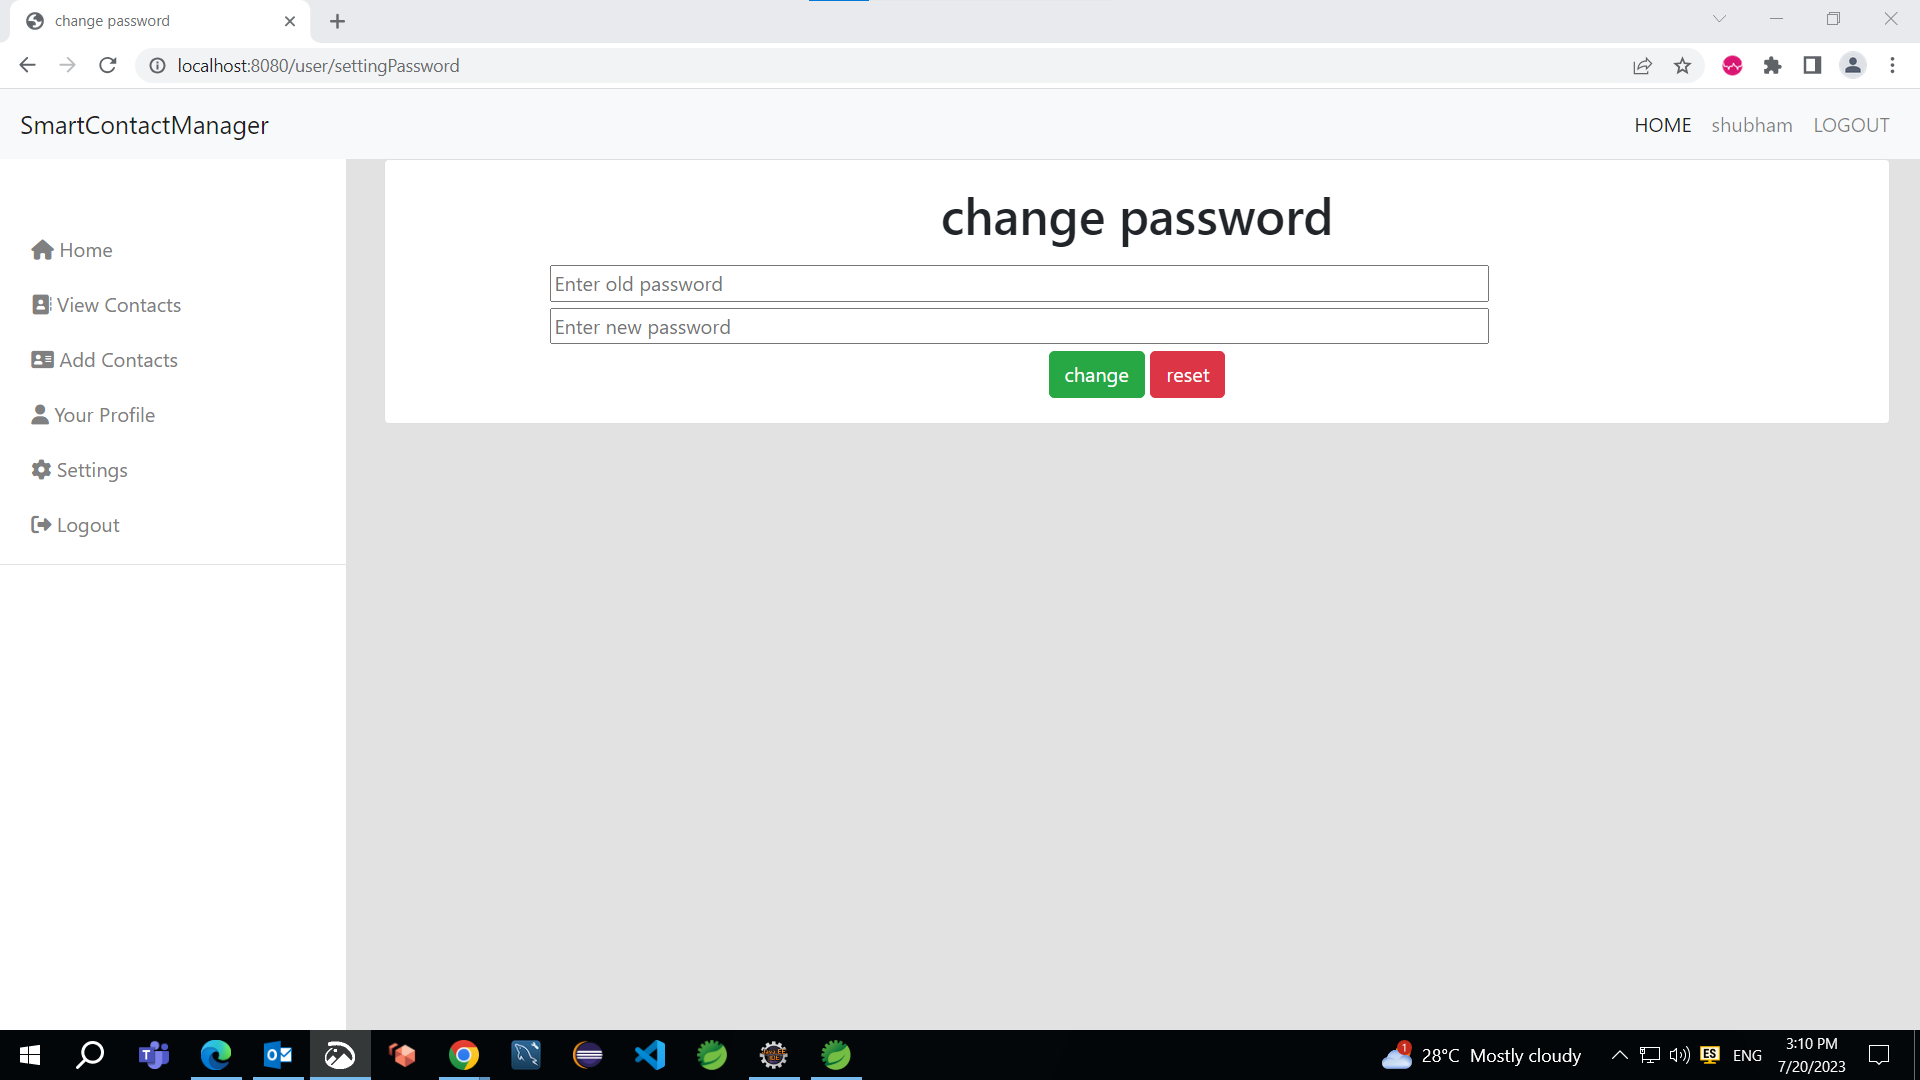 change password
localhost:8080/user/settingPassword
SmartContactManager
HOME shubham LOGOUT
Home
View Contacts
Add Contacts
Your Profile
Settings
Logout
change password
Enter old password
Enter new password
change reset
1
28°C Mostly cloudy
ES
ENG
3:10 PM
7/20/2023